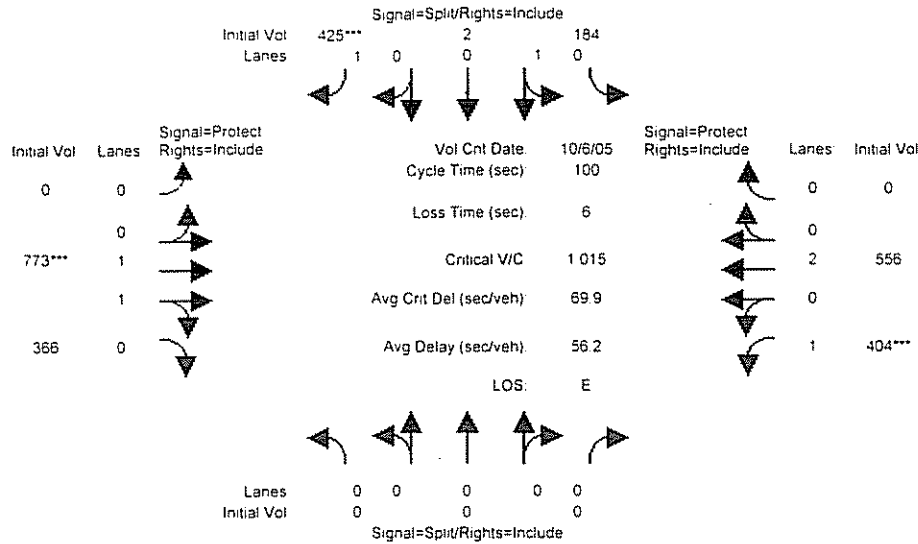 Signal=Split/Rights=Include
Initial Vol 425*** 2 184
Lanes 1 0 0 1 0
Signal=Protect
Initial Vol Lanes Rights=Include
Vol Cnt Date: 10/6/05
Signal=Protect
Rights=Include Lanes: Initial Vol
Cycle Time (sec): 100
0 0
0 0
Loss Time (sec): 6
0
0
773*** 1
Critical V/C 1 015
2 556
1
Avg Crit Del (sec/veh): 69.9
0
366 0
Avg Delay (sec/veh): 56.2
1 404***
LOS: E
Lanes 0 0 0 0 0
Initial Vol 0 0 0
Signal=Split/Rights=Include